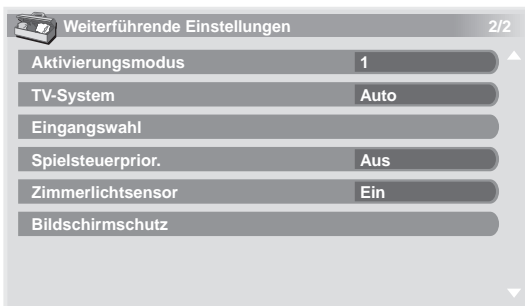 Weiterführende Einstellungen 2/2
Aktivierungsmodus 1
TV-System Auto
Eingangswahl
Spielsteuerprior. Aus
Zimmerlichtsensor Ein
Bildschirmschutz